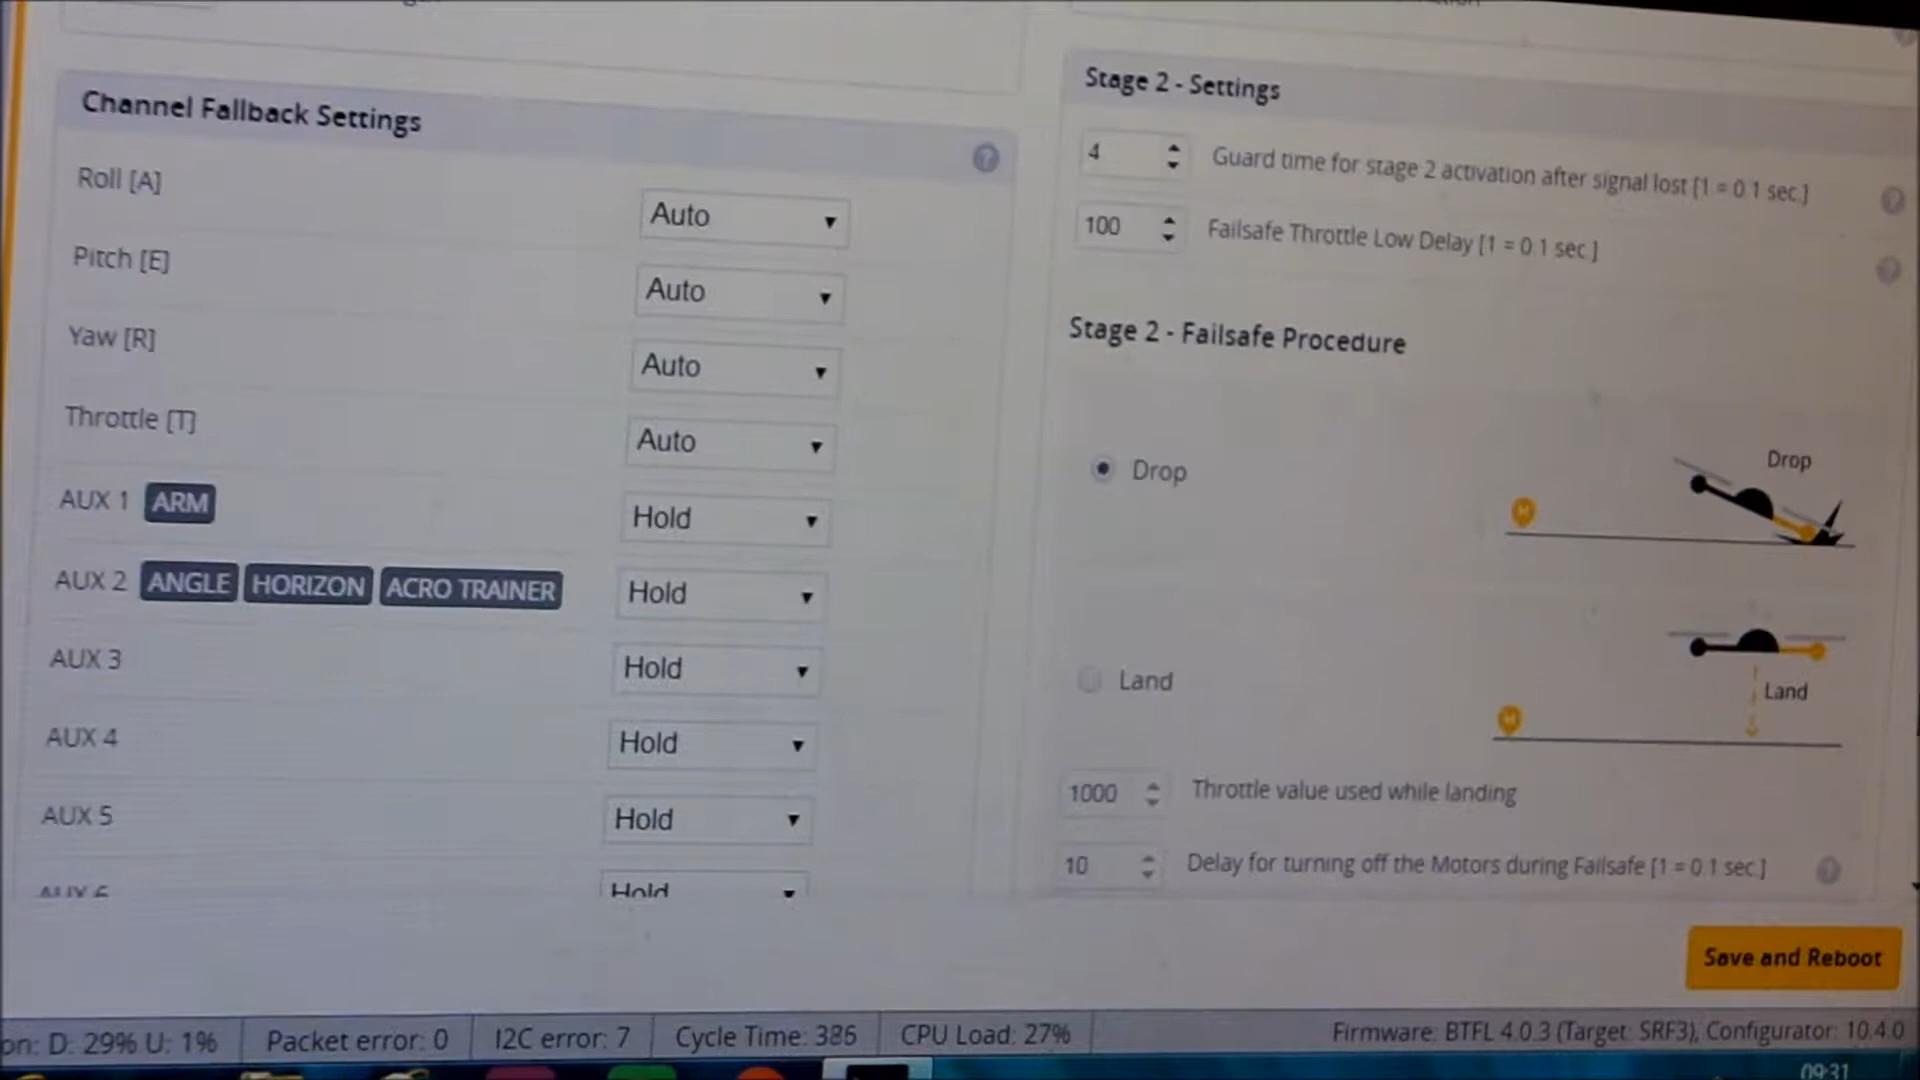 Channel Fallback Settings
Roll [A]
Auto
Pitch [E]
Auto
Yaw [R]
Auto
Throttle [T]
Auto
AUX 1 ARM
Hold
AUX 2 ANGLE HORIZON ACRO TRAINER
Hold
AUX 3
Hold
AUX 4
Hold
AUX 5
Hold
AUX 6
Hold
Stage 2 - Settings
4 Guard time for stage 2 activation after signal lost [1 = 0.1 sec.]
100 Failsafe Throttle Low Delay [1 = 0.1 sec.]
Stage 2 - Failsafe Procedure
Drop
Drop
Land
Land
1000 Throttle value used while landing
10 Delay for turning off the Motors during Failsafe [1 = 0.1 sec.]
Save and Reboot
on: D: 29% U: 1% Packet error: 0 I2C error: 7 Cycle Time: 386 CPU Load: 27% Firmware: BTFL 4.0.3 (Target: SRF3), Configurator: 10.4.0
09:31